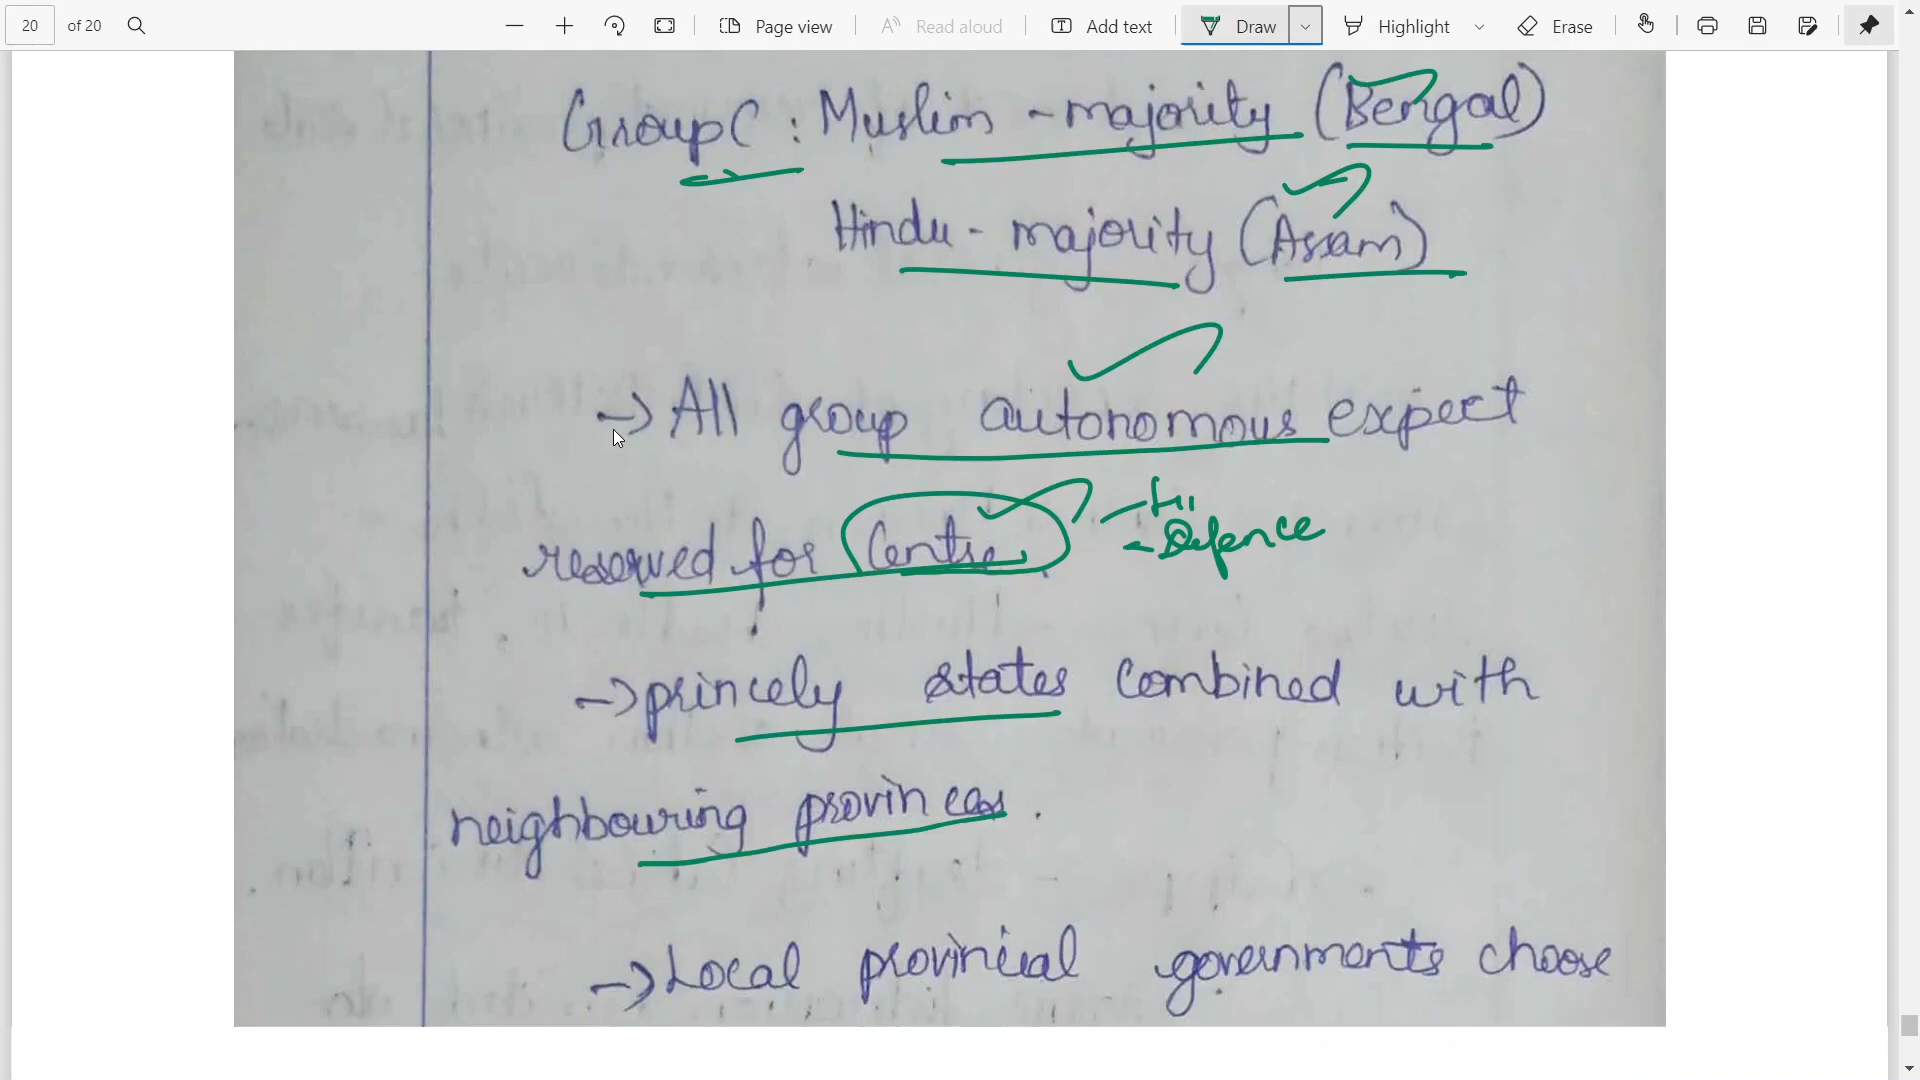 20 of 20 Page view Read aloud Add text Draw Highlight Erase
Group C : Muslim - majority (Bengal)
Hindu - majority (Assam)
→ All group autonomous expect
reserved for Centre.
- Defence
→ princely states combined with
neighbouring provinces.
→ Local provincial governments choose